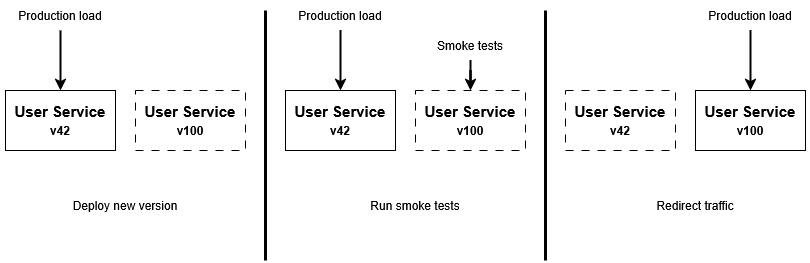 Production load
User Service
v42
User Service
v100
Deploy new version
Production load
Smoke tests
User Service
v42
User Service
v100
Run smoke tests
Production load
User Service
v42
User Service
v100
Redirect traffic